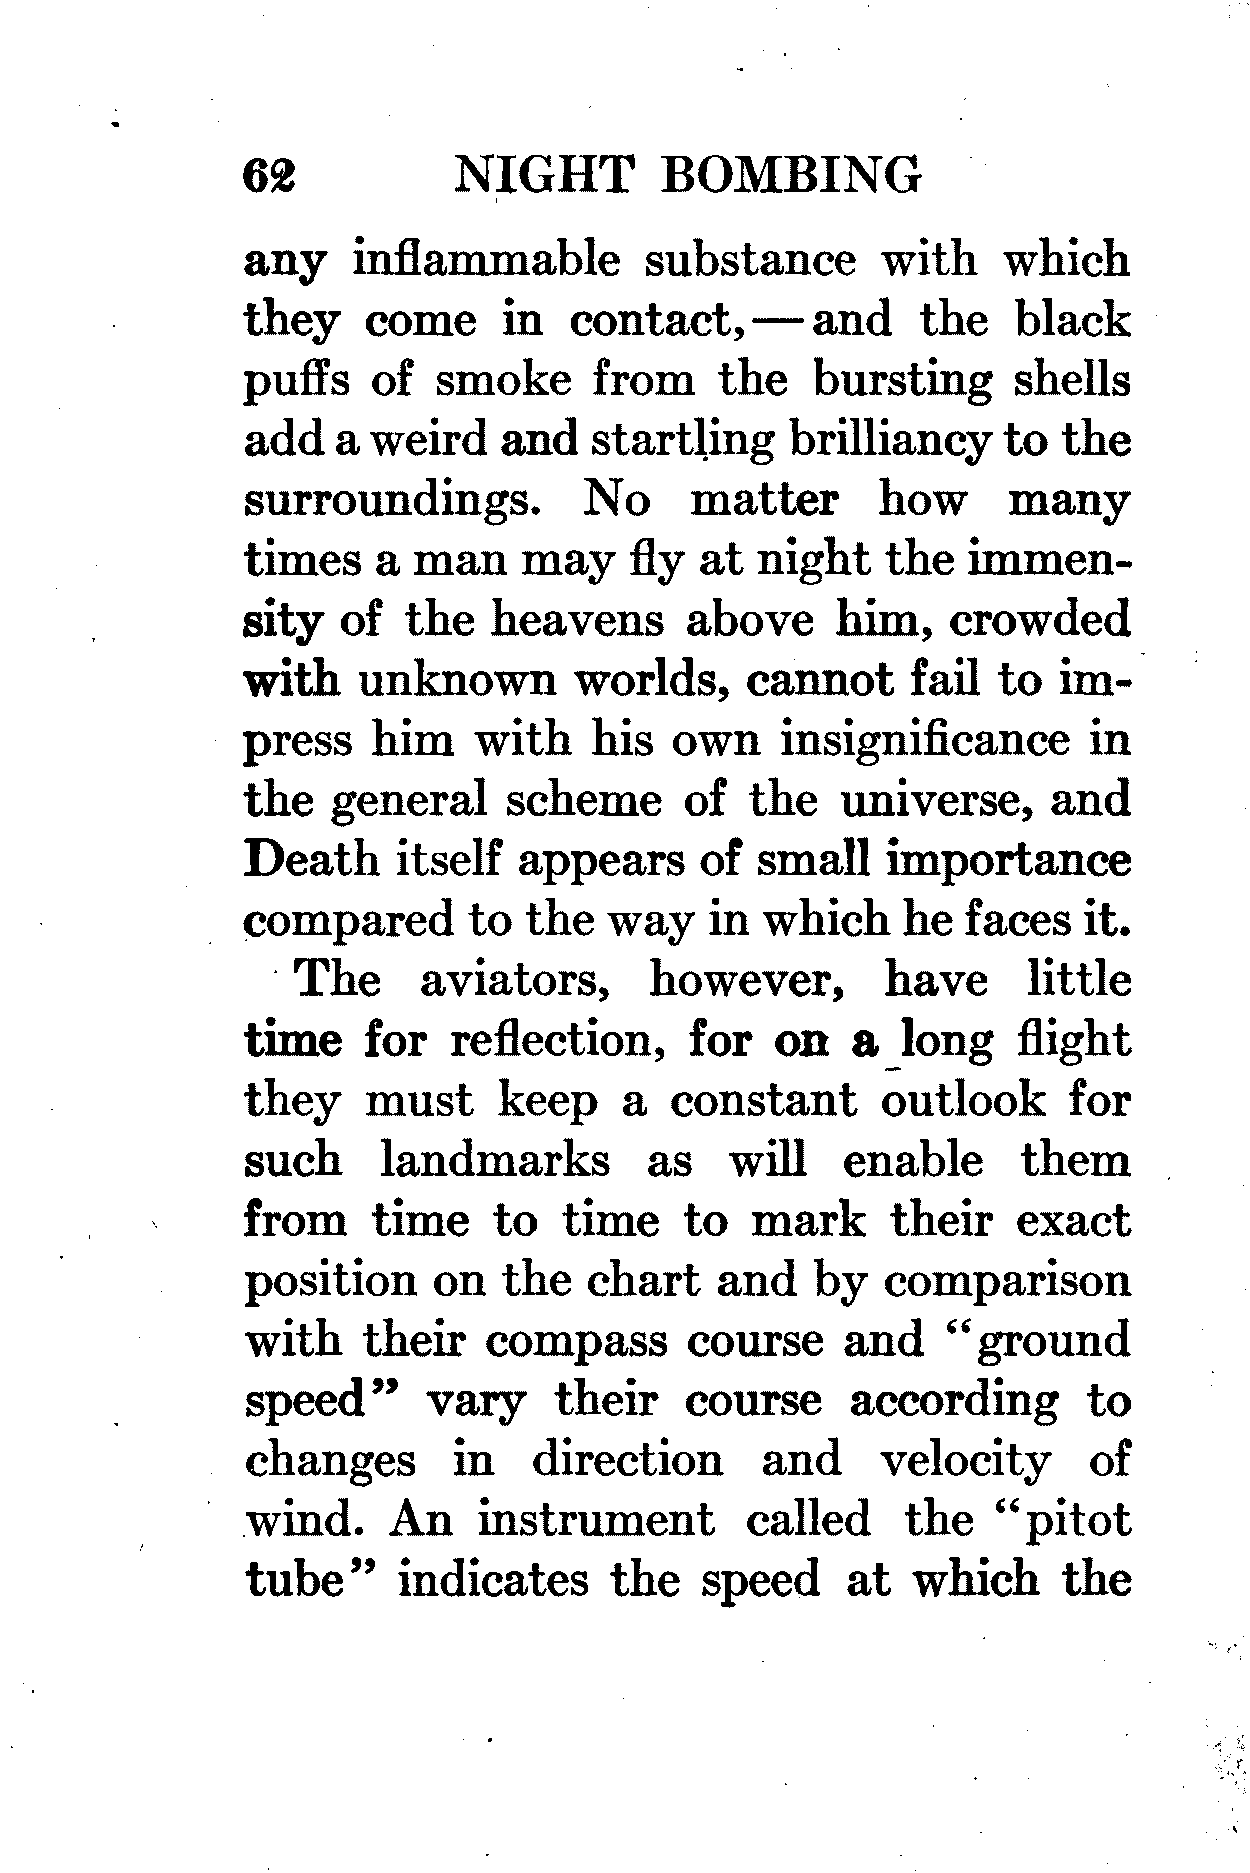 62 NIGHT BOMBING
any inflammable substance with which
they come in contact,—and the black
puffs of smoke from the bursting shells
add a weird and startling brilliancy to the
surroundings. No matter how many
times a man may fly at night the immen-
sity of the heavens above him, crowded
with unknown worlds, cannot fail to im-
press him with his own insignificance in
the general scheme of the universe, and
Death itself appears of small importance
compared to the way in which he faces it.
The aviators, however, have little
time for reflection, for on a long flight
they must keep a constant outlook for
such landmarks as will enable them
from time to time to mark their exact
position on the chart and by comparison
with their compass course and "ground
speed" vary their course according to
changes in direction and velocity of
wind. An instrument called the "pitot
tube" indicates the speed at which the